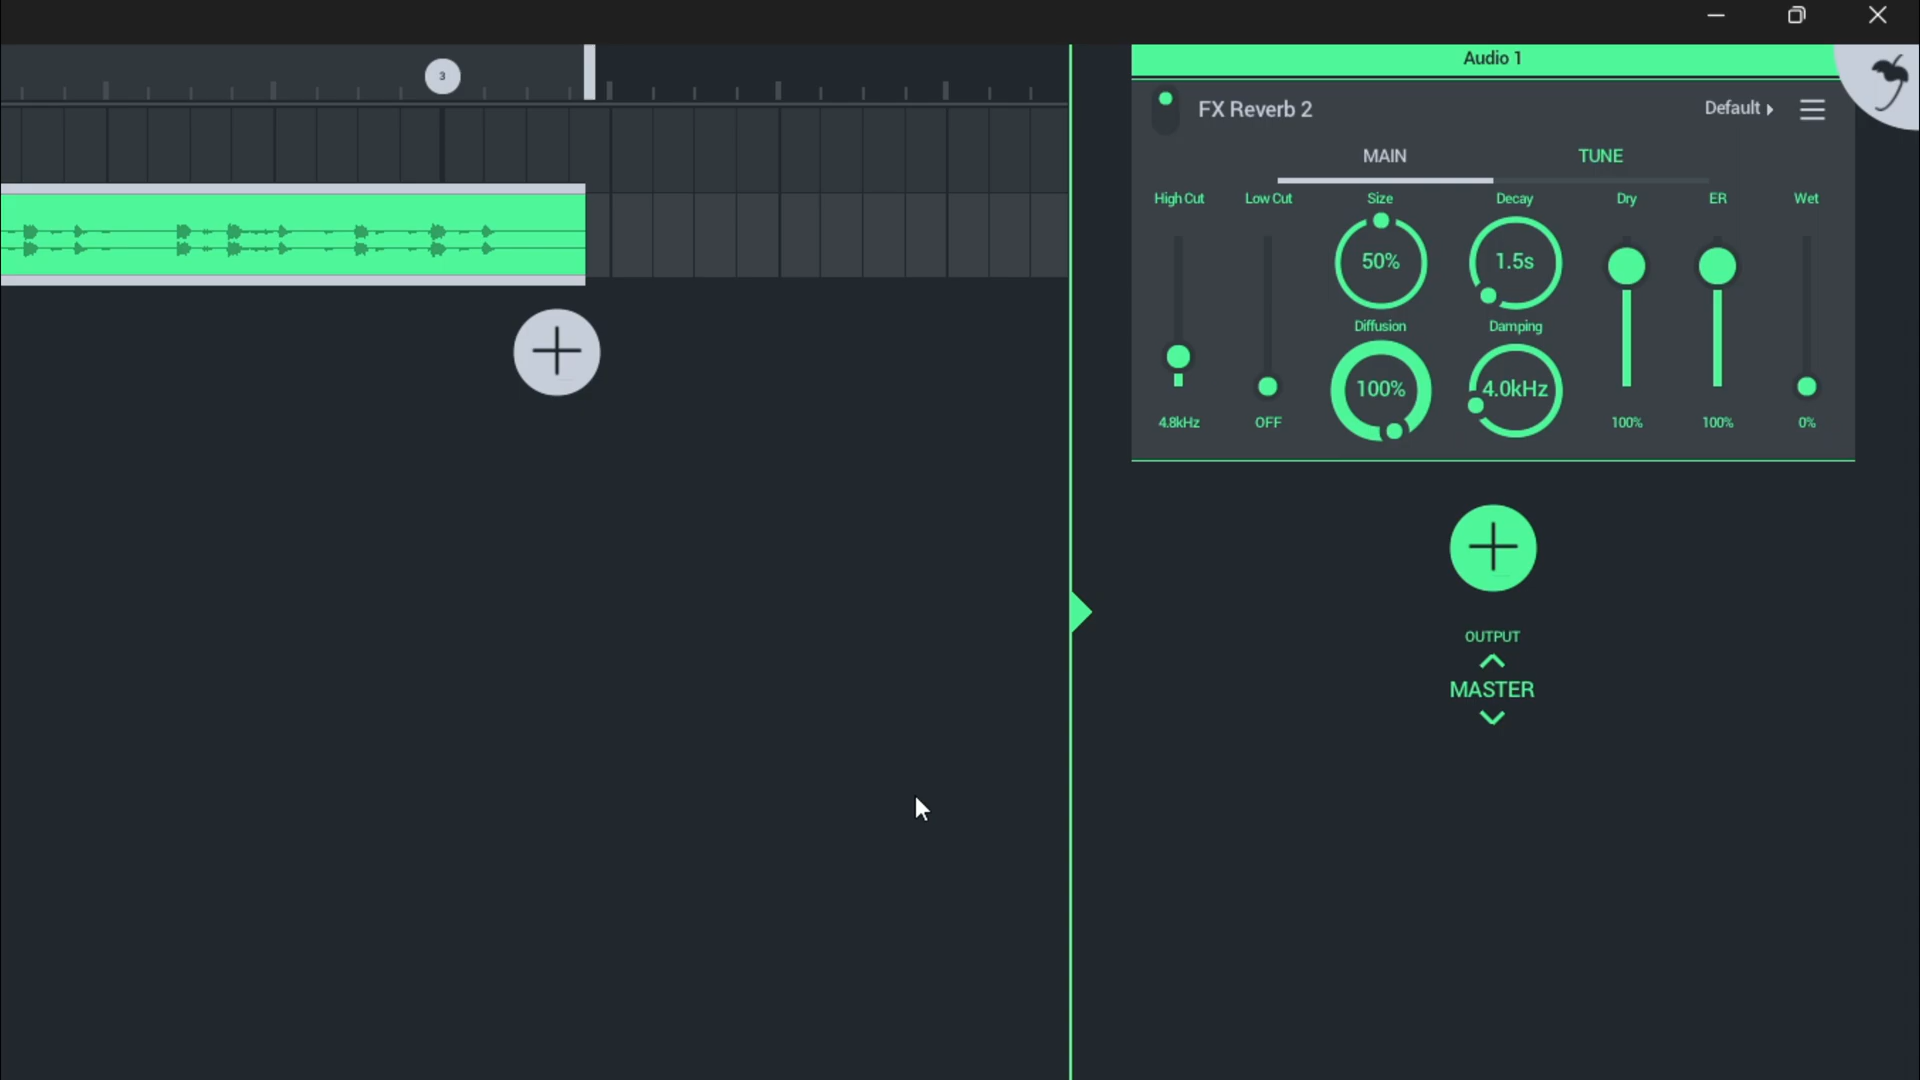 Audio 1
3
FX Reverb 2
Default
MAIN
TUNE
High Cut
Low Cut
Size
Decay
Dry
ER
Wet
50%
1.5s
Diffusion
Damping
100%
4.0kHz
4.8kHz
OFF
100%
100%
0%
OUTPUT
MASTER